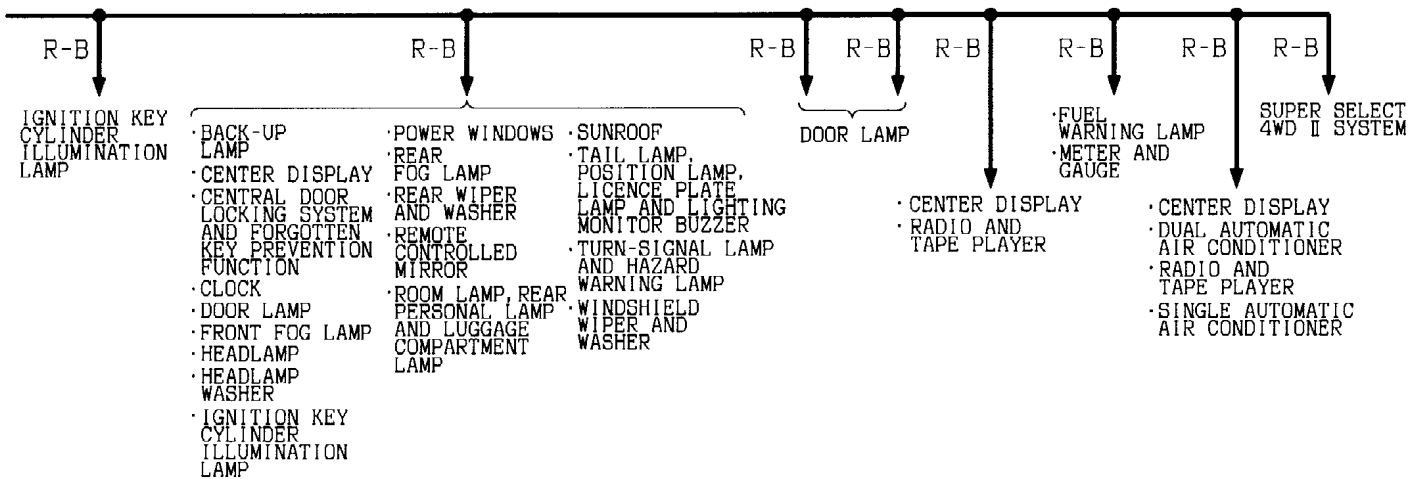 R-B
R-B
R-B
R-B
R-B
R-B
R-B
R-B
IGNITION KEY
CYLINDER
ILLUMINATION
LAMP
·BACK-UP
LAMP
·CENTER DISPLAY
·CENTRAL DOOR
LOCKING SYSTEM
AND FORGOTTEN
KEY PREVENTION
FUNCTION
·CLOCK
·DOOR LAMP
·FRONT FOG LAMP
·HEADLAMP
·HEADLAMP
WASHER
·IGNITION KEY
CYLINDER
ILLUMINATION
LAMP
·POWER WINDOWS
·REAR
FOG LAMP
·REAR WIPER
AND WASHER
·REMOTE
CONTROLLED
MIRROR
·ROOM LAMP, REAR
PERSONAL LAMP
AND LUGGAGE
COMPARTMENT
LAMP
·SUNROOF
·TAIL LAMP,
POSITION LAMP,
LICENCE PLATE
LAMP AND LIGHTING
MONITOR BUZZER
·TURN-SIGNAL LAMP
AND HAZARD
WARNING LAMP
·WINDSHIELD
WIPER AND
WASHER
DOOR LAMP
·CENTER DISPLAY
·RADIO AND
TAPE PLAYER
·FUEL
WARNING LAMP
·METER AND
GAUGE
·CENTER DISPLAY
·DUAL AUTOMATIC
AIR CONDITIONER
·RADIO AND
TAPE PLAYER
·SINGLE AUTOMATIC
AIR CONDITIONER
SUPER SELECT
4WD Ⅱ SYSTEM